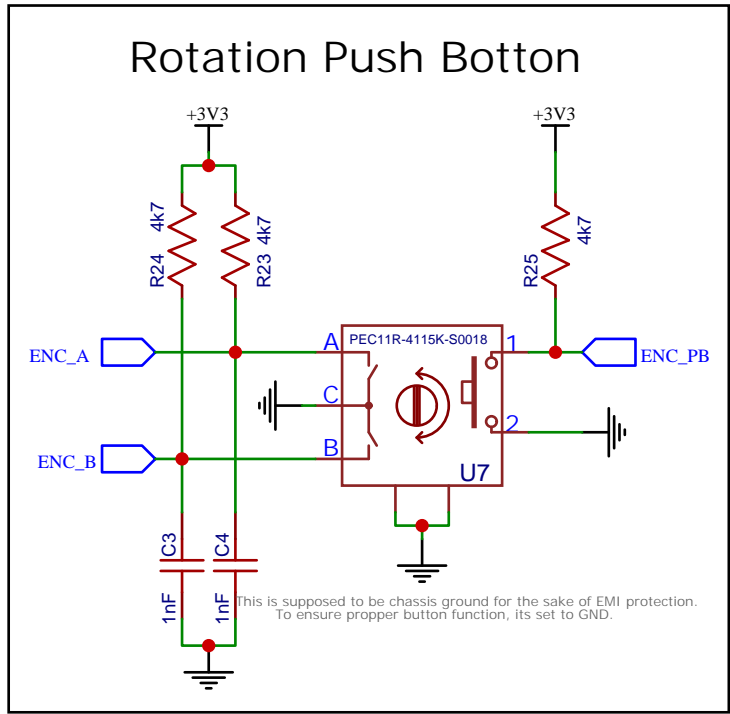 Rotation Push Botton
+3V3
+3V3
R24
4k7
R23
4k7
R25
4k7
PEC11R-4115K-S0018
ENC_A
A
1
ENC_PB
C
ENC_B
B
2
U7
C3
1nF
C4
1nF
This is supposed to be chassis ground for the sake of EMI protection.
To ensure propper button function, its set to GND.